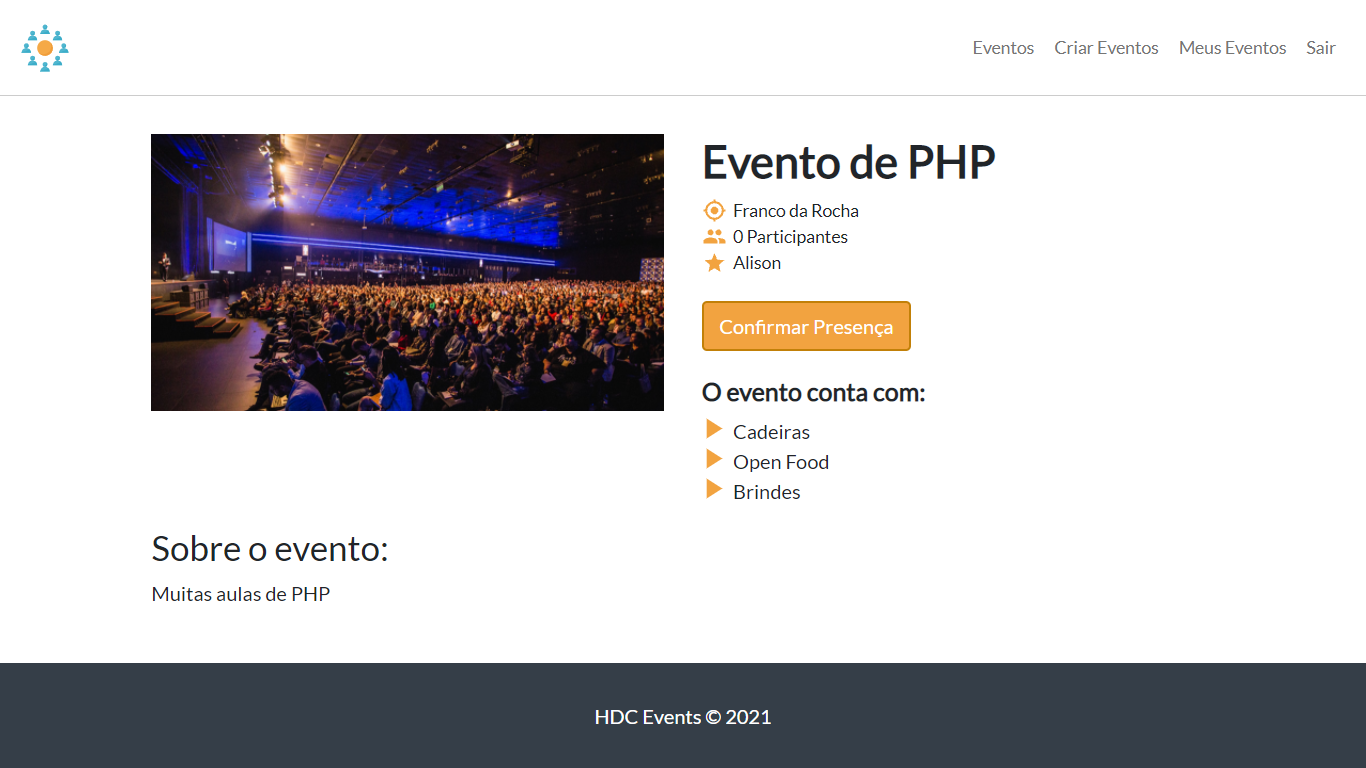 Eventos Criar Eventos Meus Eventos Sair
Evento de PHP
Franco da Rocha
0 Participantes
Alison
Confirmar Presença
O evento conta com:
Cadeiras
Open Food
Brindes
Sobre o evento:
Muitas aulas de PHP
HDC Events © 2021